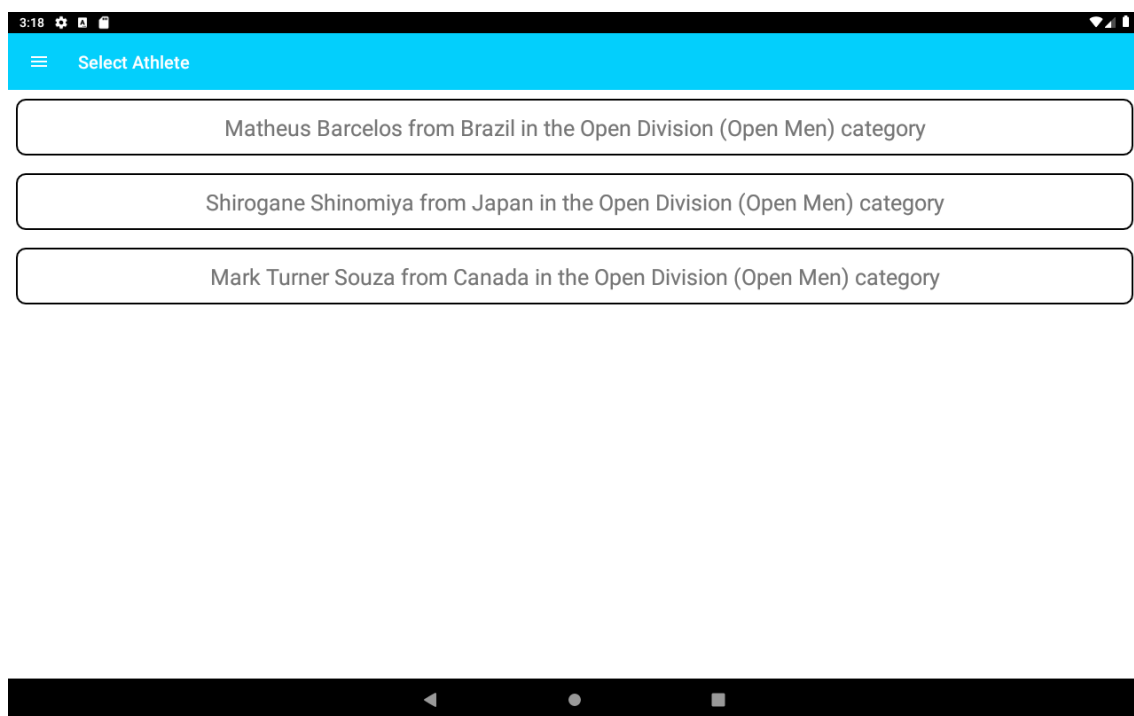 3:18
Select Athlete
Matheus Barcelos from Brazil in the Open Division (Open Men) category
Shirogane Shinomiya from Japan in the Open Division (Open Men) category
Mark Turner Souza from Canada in the Open Division (Open Men) category